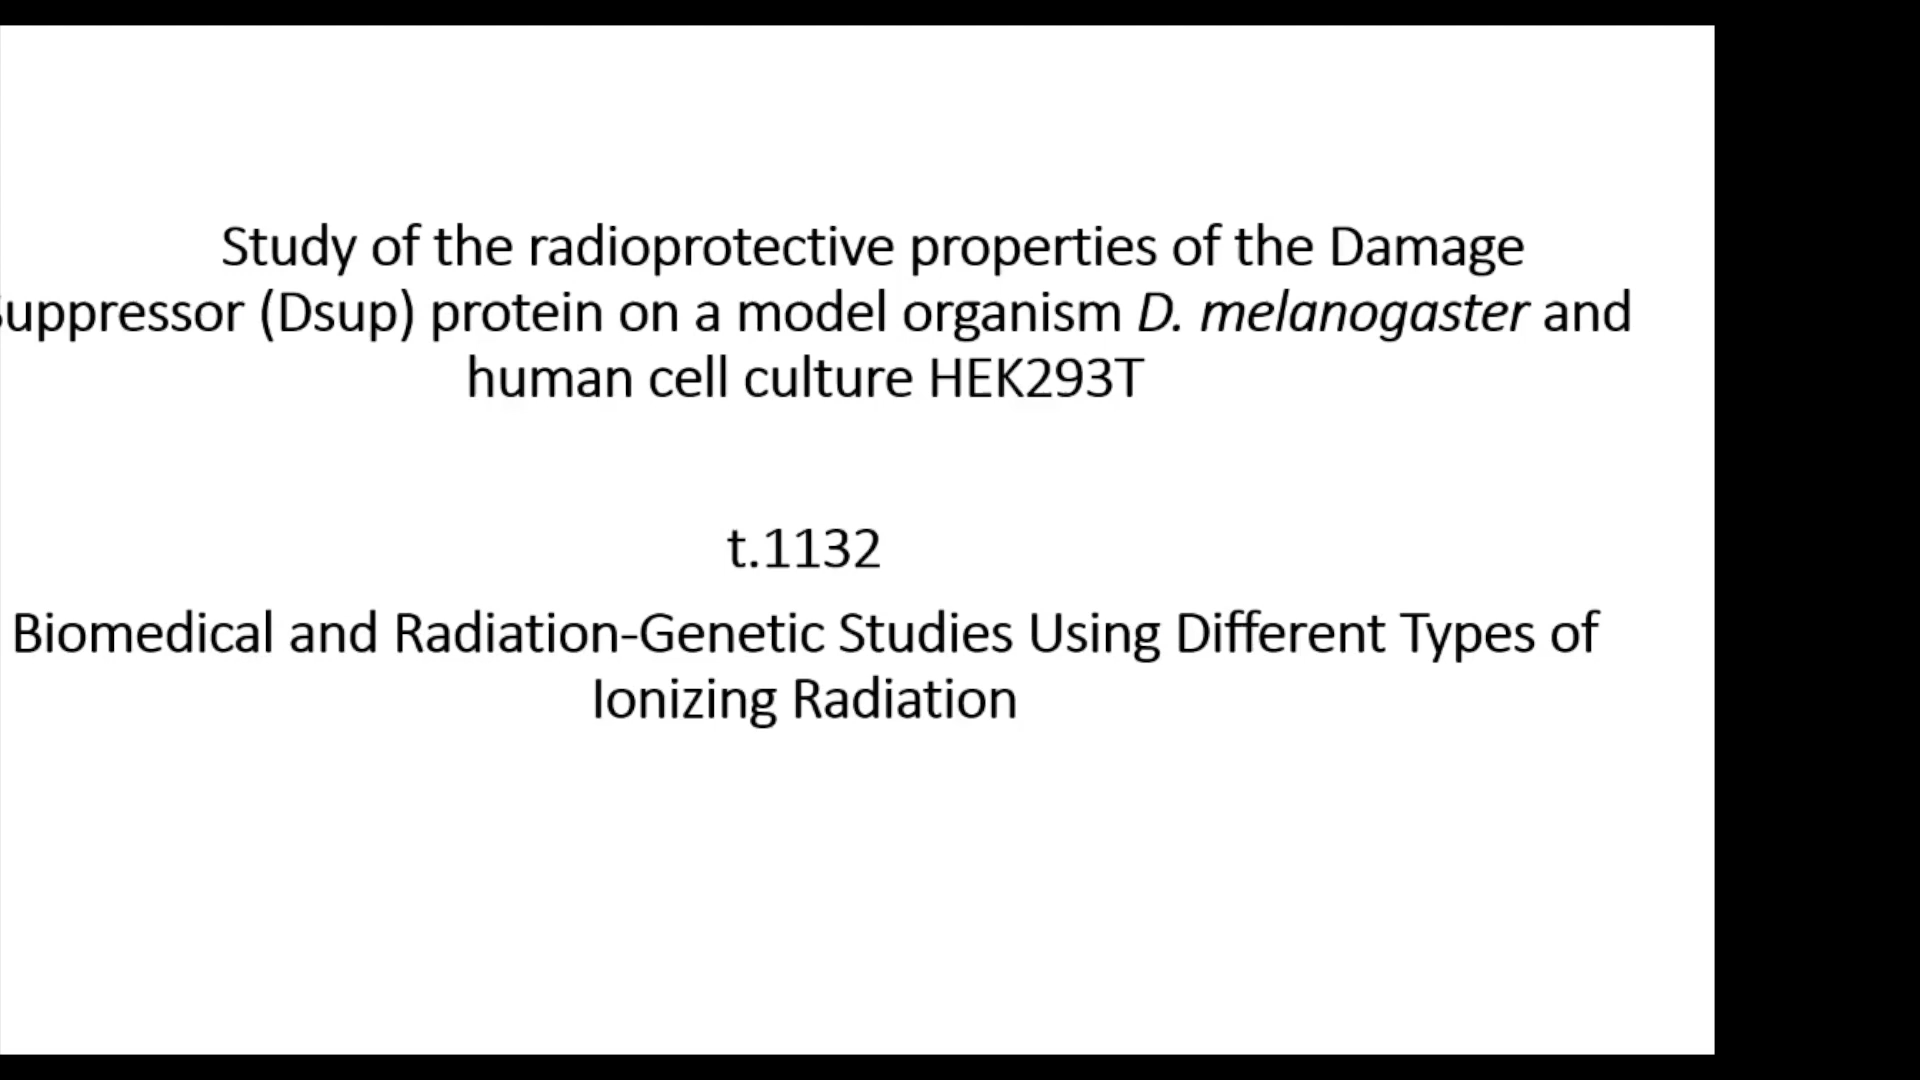 Study of the radioprotective properties of the Damage
uppressor (Dsup) protein on a model organism D. melanogaster and
human cell culture HEK293T
t.1132
Biomedical and Radiation-Genetic Studies Using Different Types of
Ionizing Radiation